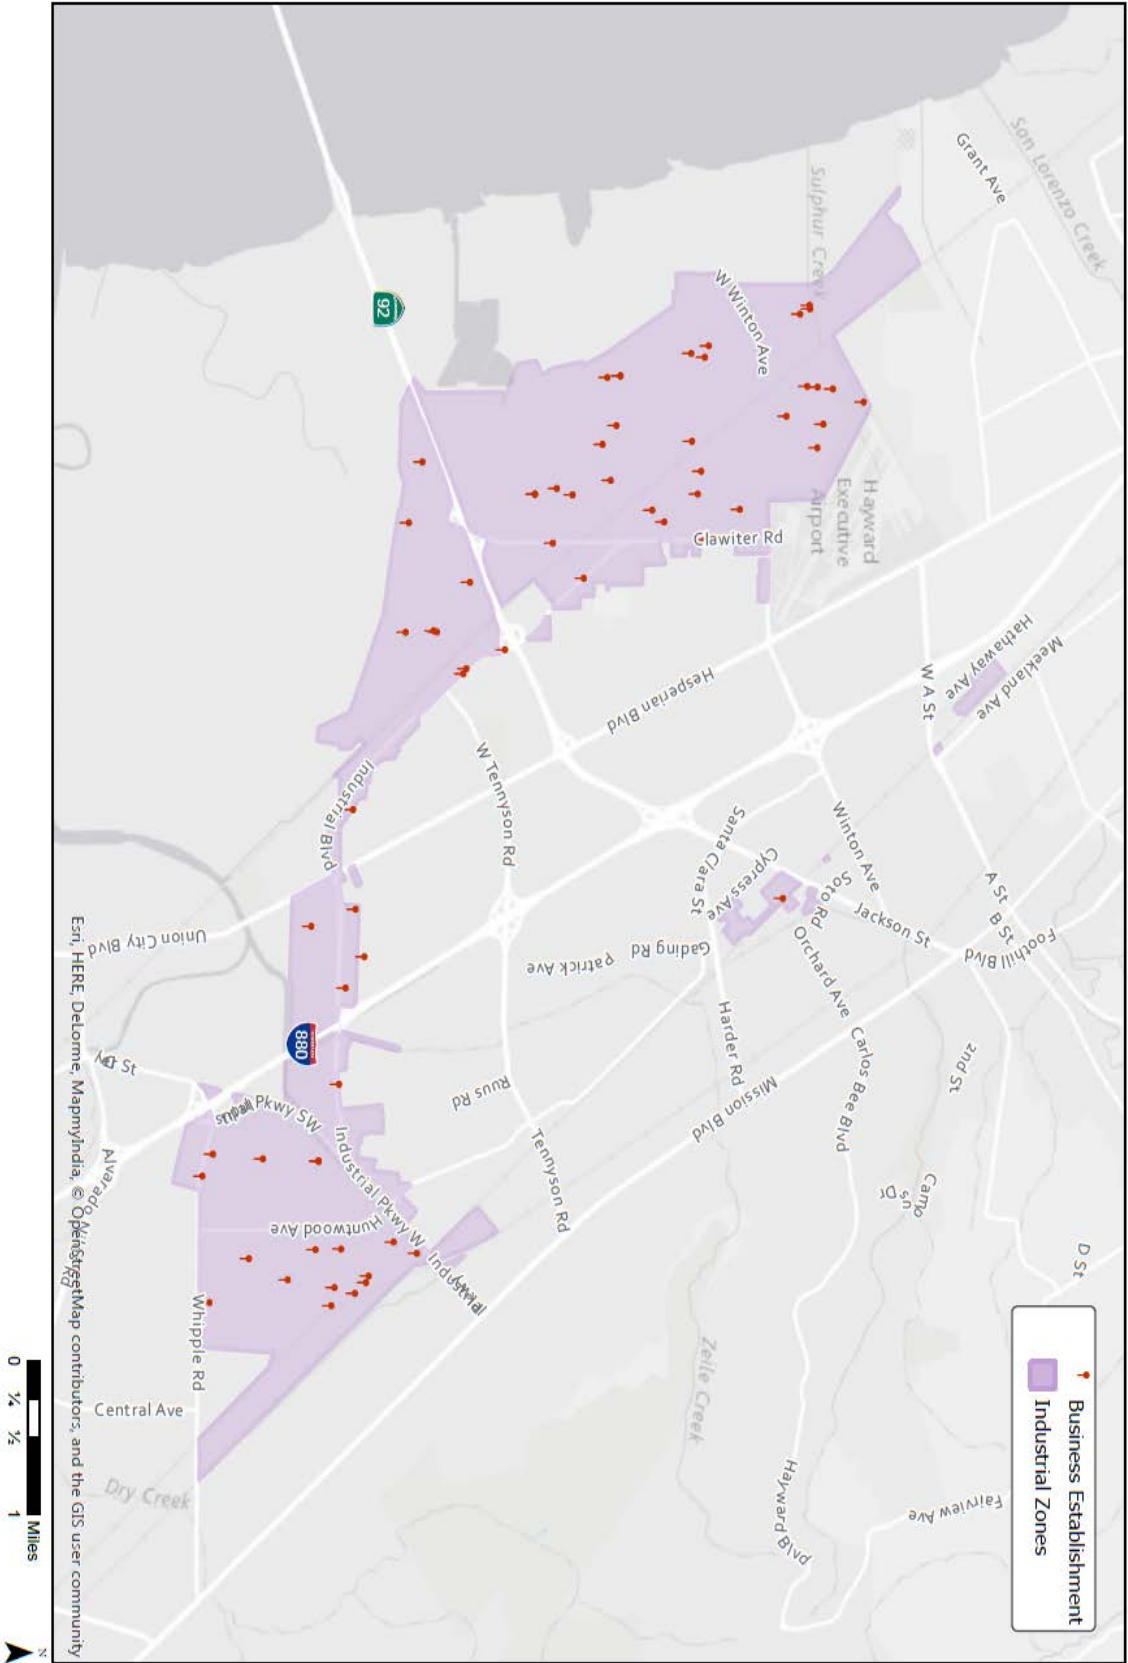 Business Establishment
Industrial Zones
San Lorenzo Creek
Grant Ave
Sulphur Creek
W Winton Ave
Hayward
Executive
Airport
Clawiter Rd
92
Hesperian Blvd
Hathaway Ave
Meekland Ave
W A St
Winton Ave
A St
B St
Foothill Blvd
Jackson St
Soto Rd
Cypress Ave
Santa Clara St
Orchard Ave
W Tennyson Rd
Industrial Blvd
Union City Blvd
Gading Rd
Patrick Ave
Harder Rd
Carlos Bee Blvd
2nd St
Mission Blvd
880
Ruus Rd
Tennyson Rd
Pkwy SW
Industrial Pkwy W
Huntwood Ave
Industrial
Pkwy
Whipple Rd
Central Ave
Dry Creek
Zeile Creek
Campus Dr
D St
Hayward Blvd
Fairview Ave
Esri, HERE, DeLorme, MapmyIndia, © OpenStreetMap contributors, and the GIS user community
0 ¼ ½ 1
Miles
N